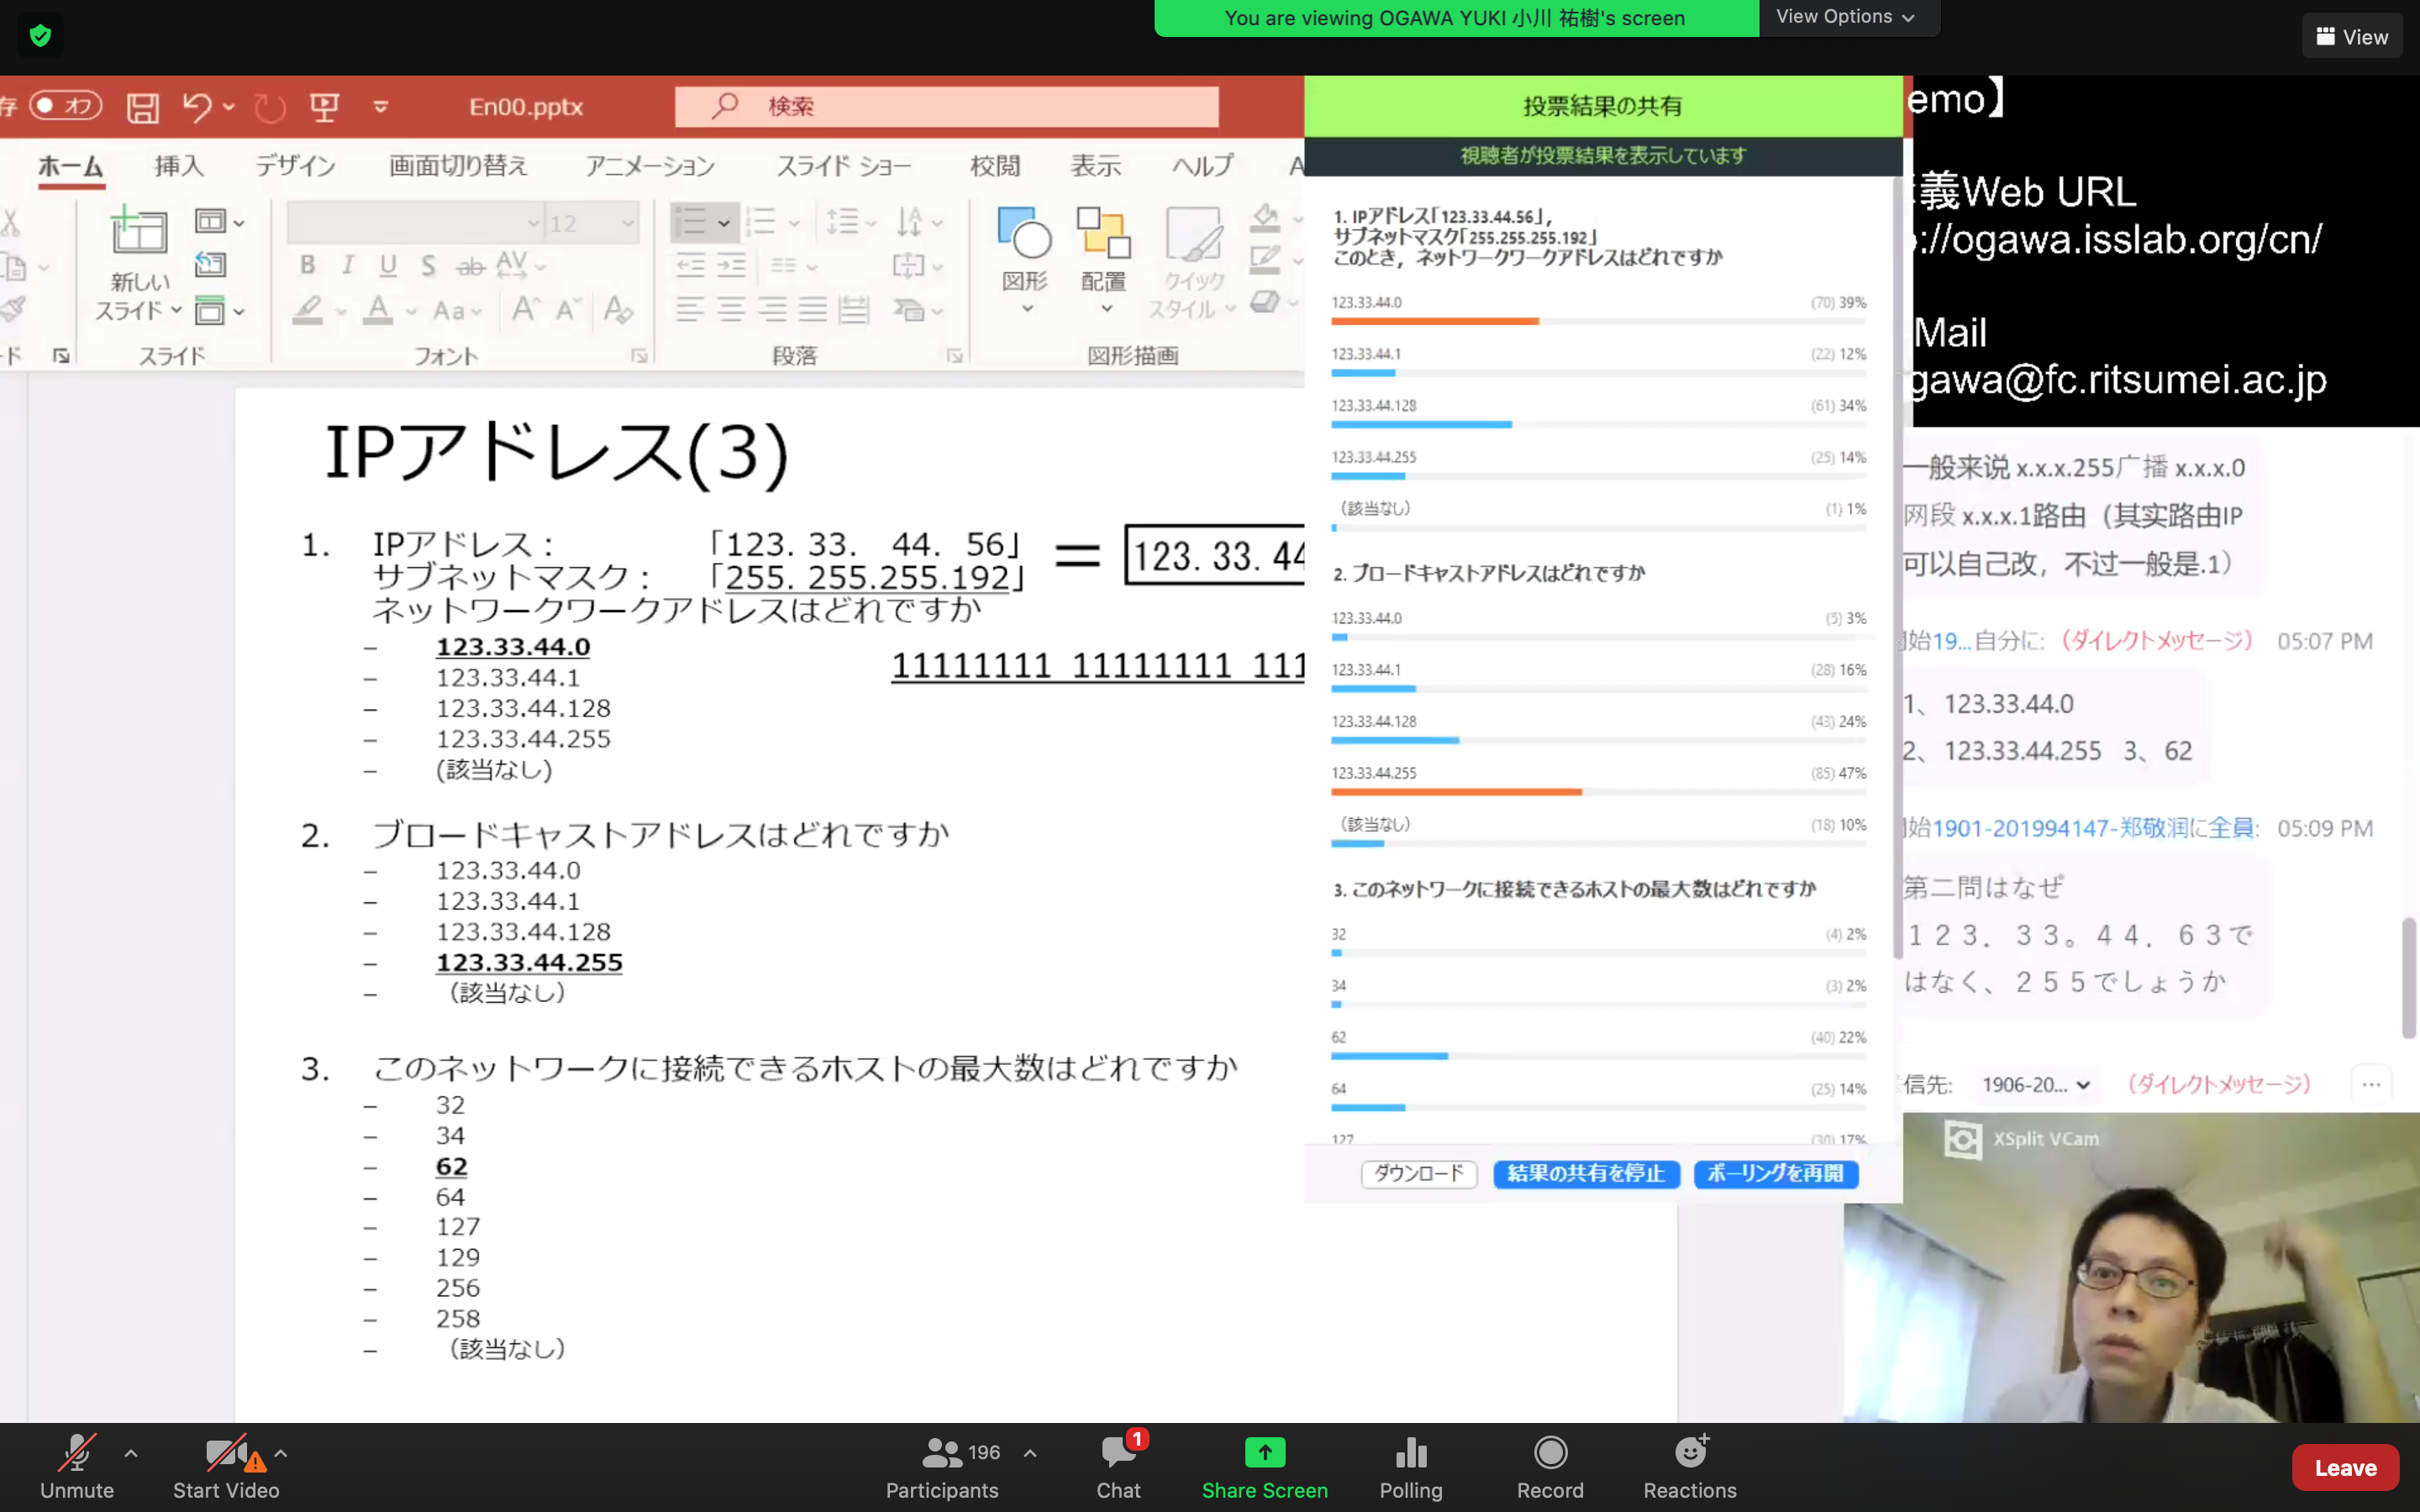 You are viewing OGAWA YUKI 小川 祐樹's screen
View Options
View
存 オフ
En00.pptx
検索
ホーム 挿入 デザイン 画面切り替え アニメーション スライド ショー 校閲 表示 ヘルプ A
新しい
スライド
12
B I U S ab AV
A Aa A A A
図形 配置 クイック
スタイル
ド スライド フォント 段落 図形描画
IPアドレス(3)
1. IPアドレス： 「123. 33. 44. 56」 = 123. 33. 44
サブネットマスク： 「255. 255.255.192」
ネットワークワークアドレスはどれですか
– 123.33.44.0
11111111 11111111 111
– 123.33.44.1
– 123.33.44.128
– 123.33.44.255
– (該当なし)
2. ブロードキャストアドレスはどれですか
– 123.33.44.0
– 123.33.44.1
– 123.33.44.128
– 123.33.44.255
– （該当なし）
3. このネットワークに接続できるホストの最大数はどれですか
– 32
– 34
– 62
– 64
– 127
– 129
– 256
– 258
– （該当なし）
投票結果の共有
視聴者が投票結果を表示しています
1. IPアドレス「123.33.44.56」，
サブネットマスク「255.255.255.192」
このとき，ネットワークワークアドレスはどれですか
123.33.44.0 (70) 39%
123.33.44.1 (22) 12%
123.33.44.128 (61) 34%
123.33.44.255 (25) 14%
（該当なし） (1) 1%
2. ブロードキャストアドレスはどれですか
123.33.44.0 (5) 3%
123.33.44.1 (28) 16%
123.33.44.128 (43) 24%
123.33.44.255 (85) 47%
（該当なし） (18) 10%
3. このネットワークに接続できるホストの最大数はどれですか
32 (4) 2%
34 (3) 2%
62 (40) 22%
64 (25) 14%
127 (30) 17%
ダウンロード 結果の共有を停止 ポーリングを再開
emo】
義Web URL
://ogawa.isslab.org/cn/
Mail
gawa@fc.ritsumei.ac.jp
一般来说 x.x.x.255广播 x.x.x.0
网段 x.x.x.1路由（其实路由IP
可以自己改，不过一般是.1）
始19...自分に: （ダイレクトメッセージ） 05:07 PM
1、123.33.44.0
2、123.33.44.255 3、62
始1901-201994147-郑敬润に全員: 05:09 PM
第二問はなぜ
１２３．３３。４４．６３で
はなく、２５５でしょうか
信先: 1906-20... （ダイレクトメッセージ） ...
XSplit VCam
Unmute
Start Video
196
Participants
1
Chat
Share Screen
Polling
Record
Reactions
Leave